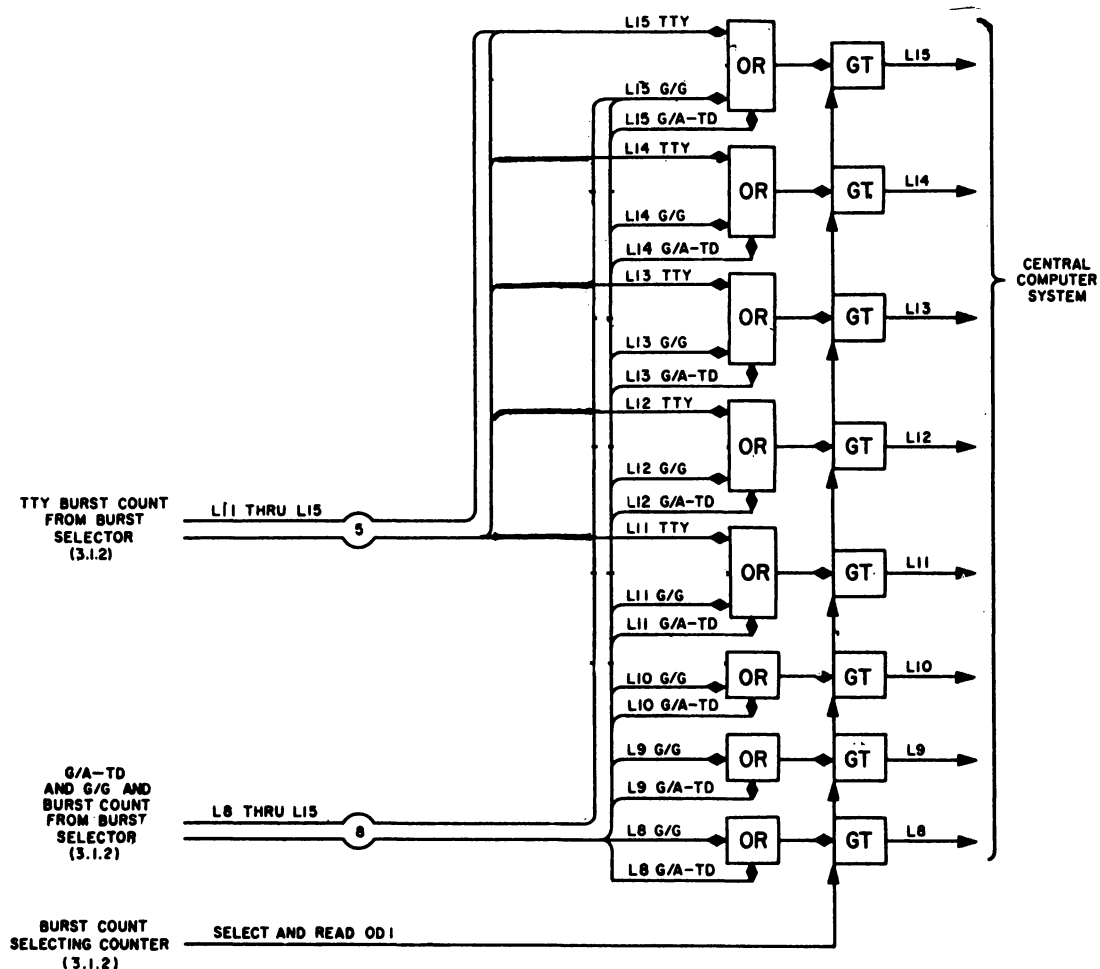 L15 TTY
OR
GT
L15
L15 G/G
L15 G/A-TD
L14 TTY
OR
GT
L14
L14 G/G
L14 G/A-TD
L13 TTY
OR
GT
L13
L13 G/G
L13 G/A-TD
CENTRAL
COMPUTER
SYSTEM
L12 TTY
OR
GT
L12
L12 G/G
L12 G/A-TD
TTY BURST COUNT
FROM BURST
SELECTOR
(3.1.2)
L11 THRU L15
5
L11 TTY
OR
GT
L11
L11 G/G
L11 G/A-TD
L10 G/G
OR
GT
L10
L10 G/A-TD
L9 G/G
OR
GT
L9
L9 G/A-TD
G/A-TD
AND G/G AND
BURST COUNT
FROM BURST
SELECTOR
(3.1.2)
L8 THRU L15
8
L8 G/G
OR
GT
L8
L8 G/A-TD
BURST COUNT
SELECTING COUNTER
(3.1.2)
SELECT AND READ OD 1